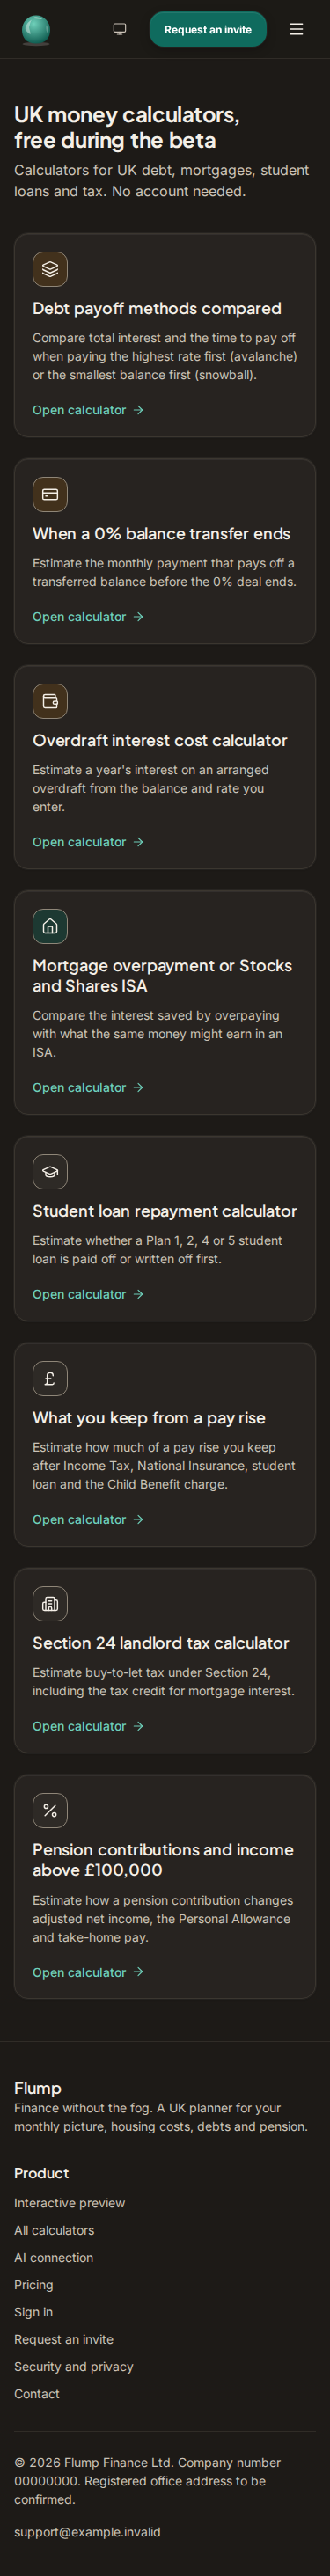 Request an invite
UK money calculators,
free during the beta
Calculators for UK debt, mortgages, student
loans and tax. No account needed.
Debt payoff methods compared
Compare total interest and the time to pay off
when paying the highest rate first (avalanche)
or the smallest balance first (snowball).
Open calculator →
When a 0% balance transfer ends
Estimate the monthly payment that pays off a
transferred balance before the 0% deal ends.
Open calculator →
Overdraft interest cost calculator
Estimate a year's interest on an arranged
overdraft from the balance and rate you
enter.
Open calculator →
Mortgage overpayment or Stocks
and Shares ISA
Compare the interest saved by overpaying
with what the same money might earn in an
ISA.
Open calculator →
Student loan repayment calculator
Estimate whether a Plan 1, 2, 4 or 5 student
loan is paid off or written off first.
Open calculator →
£
What you keep from a pay rise
Estimate how much of a pay rise you keep
after Income Tax, National Insurance, student
loan and the Child Benefit charge.
Open calculator →
Section 24 landlord tax calculator
Estimate buy-to-let tax under Section 24,
including the tax credit for mortgage interest.
Open calculator →
%
Pension contributions and income
above £100,000
Estimate how a pension contribution changes
adjusted net income, the Personal Allowance
and take-home pay.
Open calculator →
Flump
Finance without the fog. A UK planner for your
monthly picture, housing costs, debts and pension.
Product
Interactive preview
All calculators
AI connection
Pricing
Sign in
Request an invite
Security and privacy
Contact
© 2026 Flump Finance Ltd. Company number
00000000. Registered office address to be
confirmed.
support@example.invalid